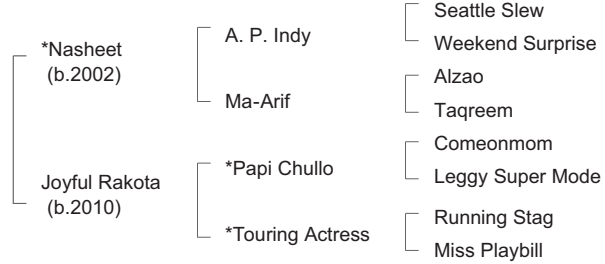 *Nasheet
(b.2002)
Joyful Rakota
(b.2010)
A. P. Indy
Ma-Arif
*Papi Chullo
*Touring Actress
Seattle Slew
Weekend Surprise
Alzao
Taqreem
Comeonmom
Leggy Super Mode
Running Stag
Miss Playbill